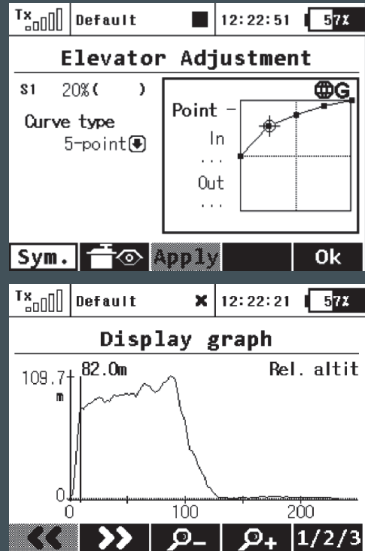 Tx Default 12:22:51 57%
Elevator Adjustment
S1 20%( )
G
Curve type
Point -
5-point
In
...
Out
...
Sym. Apply Ok
Tx Default 12:22:21 57%
Display graph
109.7 82.0m Rel. altit
m
0
0 100 200
1/2/3